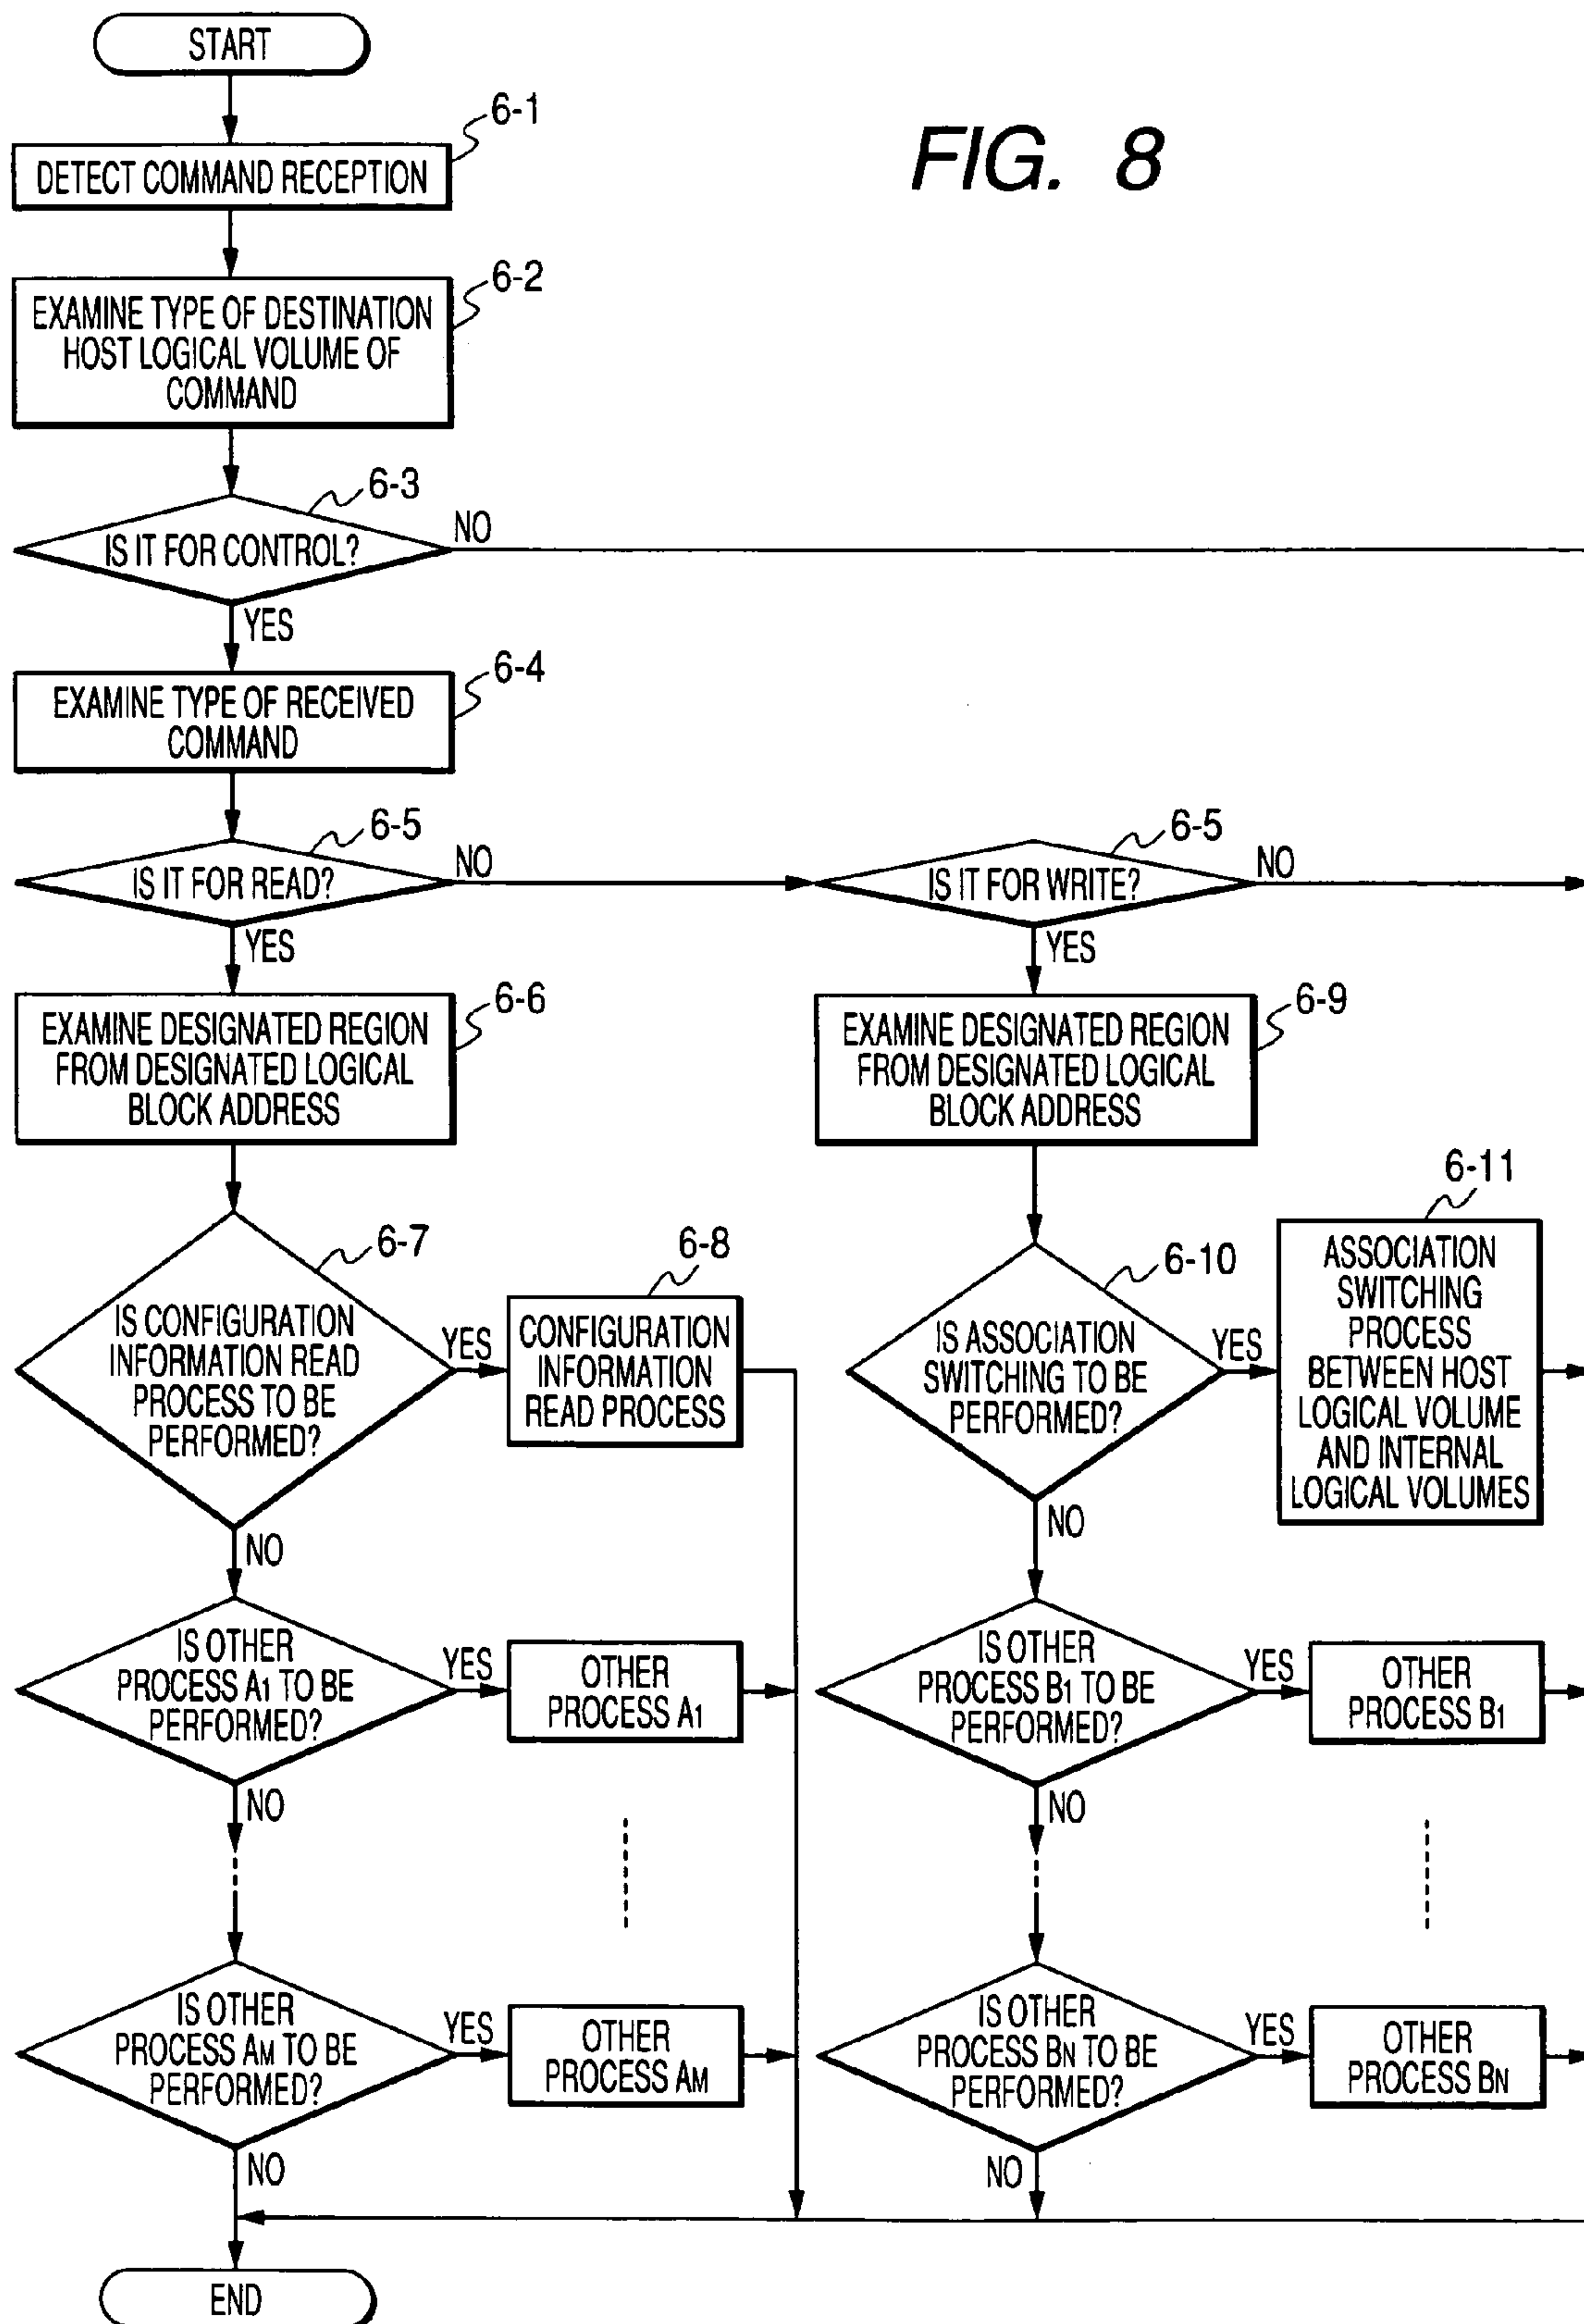 FIG. 8
START
6-1
DETECT COMMAND RECEPTION
6-2
EXAMINE TYPE OF DESTINATION
HOST LOGICAL VOLUME OF
COMMAND
6-3
IS IT FOR CONTROL?
NO
YES
6-4
EXAMINE TYPE OF RECEIVED
COMMAND
6-5
IS IT FOR READ?
NO
YES
6-5
IS IT FOR WRITE?
NO
YES
6-6
EXAMINE DESIGNATED REGION
FROM DESIGNATED LOGICAL
BLOCK ADDRESS
6-9
EXAMINE DESIGNATED REGION
FROM DESIGNATED LOGICAL
BLOCK ADDRESS
6-7
IS CONFIGURATION
INFORMATION READ
PROCESS TO BE
PERFORMED?
YES
NO
6-8
CONFIGURATION
INFORMATION
READ PROCESS
6-10
IS ASSOCIATION
SWITCHING TO BE
PERFORMED?
YES
NO
6-11
ASSOCIATION
SWITCHING
PROCESS
BETWEEN HOST
LOGICAL VOLUME
AND INTERNAL
LOGICAL VOLUMES
IS OTHER
PROCESS A1 TO BE
PERFORMED?
YES
NO
OTHER
PROCESS A1
IS OTHER
PROCESS B1 TO BE
PERFORMED?
YES
NO
OTHER
PROCESS B1
IS OTHER
PROCESS AM TO BE
PERFORMED?
YES
NO
OTHER
PROCESS AM
IS OTHER
PROCESS BN TO BE
PERFORMED?
YES
NO
OTHER
PROCESS BN
END